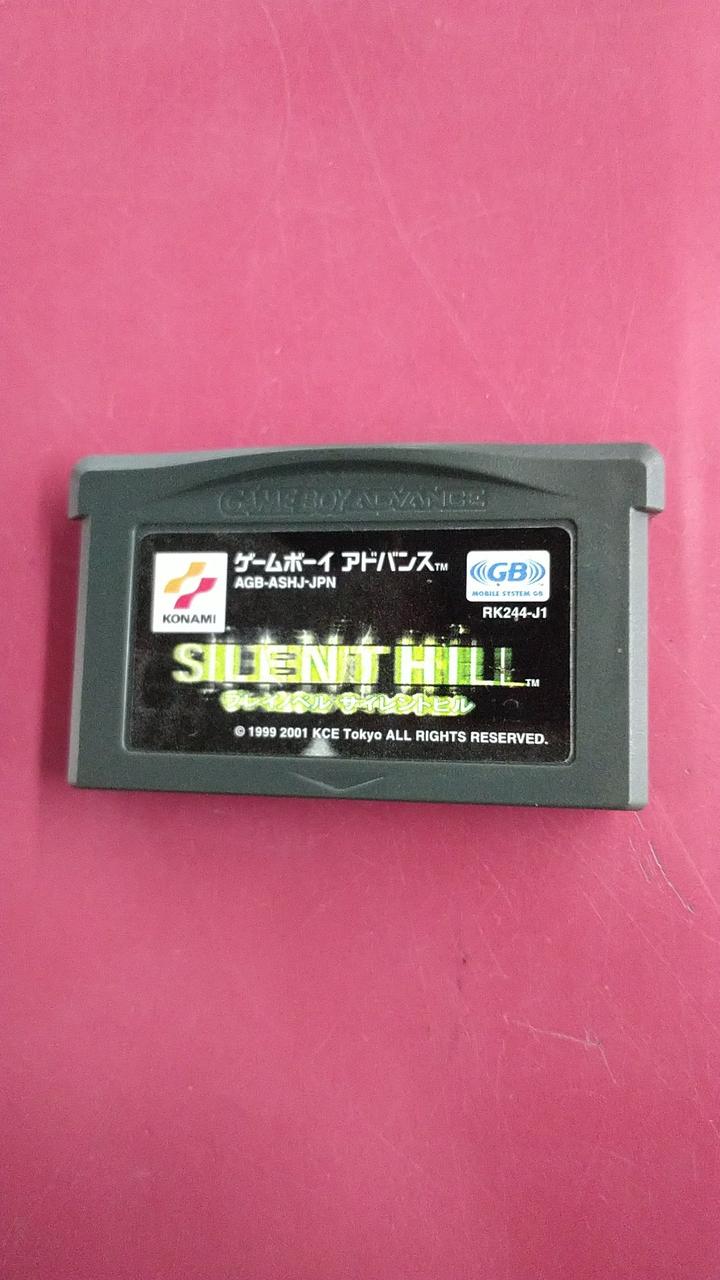 GAME BOY ADVANCE
ゲームボーイ アドバンス™
AGB-ASHJ-JPN
KONAMI
GB
MOBILE SYSTEM GB
RK244-J1
SILENT HILL™
プレイノベル サイレントヒル
© 1999 2001 KCE Tokyo ALL RIGHTS RESERVED.